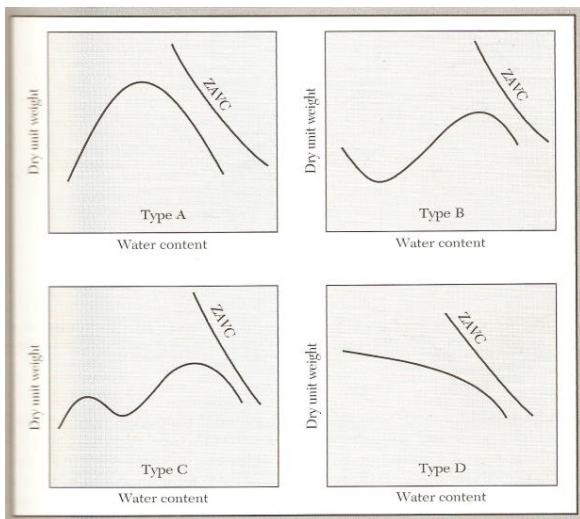 Dry unit weight
ZAVC
Type A
Water content
Dry unit weight
ZAVC
Type B
Water content
Dry unit weight
ZAVC
Type C
Water content
Dry unit weight
ZAVC
Type D
Water content